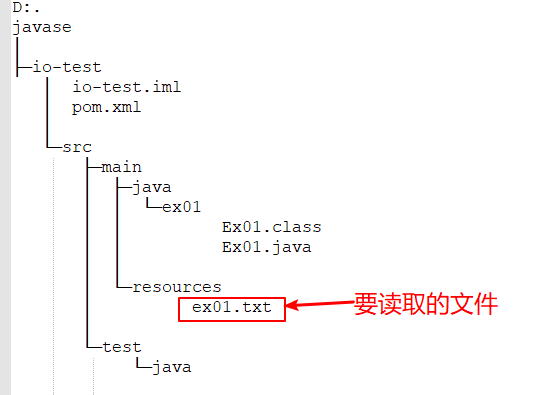 D:.
javase
io-test
io-test.iml
pom.xml
src
main
java
ex01
Ex01.class
Ex01.java
resources
ex01.txt 要读取的文件
test
java